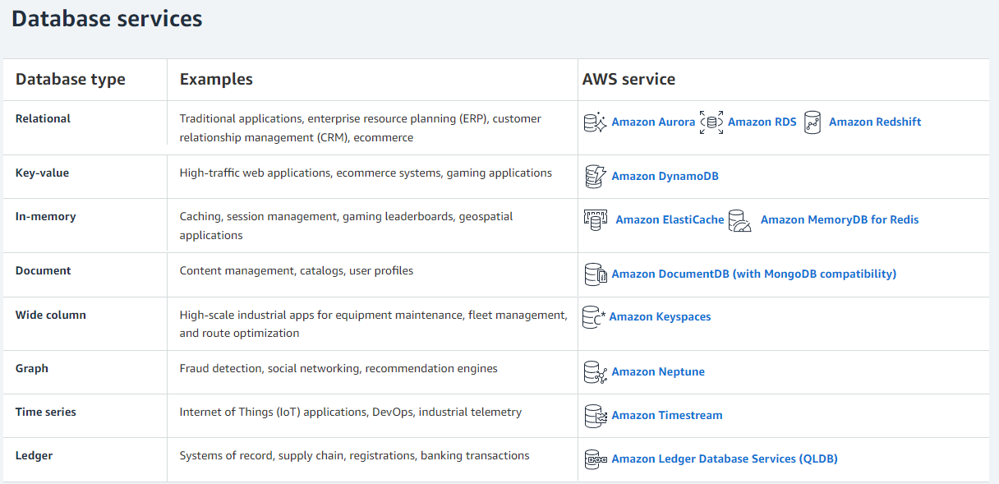 Database services
Database type Examples AWS service
Relational Traditional applications, enterprise resource planning (ERP), customer Amazon Aurora Amazon RDS Amazon Redshift
relationship management (CRM), ecommerce
Key-value High-traffic web applications, ecommerce systems, gaming applications Amazon DynamoDB
In-memory Caching, session management, gaming leaderboards, geospatial Amazon ElastiCache Amazon MemoryDB for Redis
applications
Document Content management, catalogs, user profiles Amazon DocumentDB (with MongoDB compatibility)
Wide column High-scale industrial apps for equipment maintenance, fleet management, C* Amazon Keyspaces
and route optimization
Graph Fraud detection, social networking, recommendation engines Amazon Neptune
Time series Internet of Things (IoT) applications, DevOps, industrial telemetry Amazon Timestream
Ledger Systems of record, supply chain, registrations, banking transactions Amazon Ledger Database Services (QLDB)